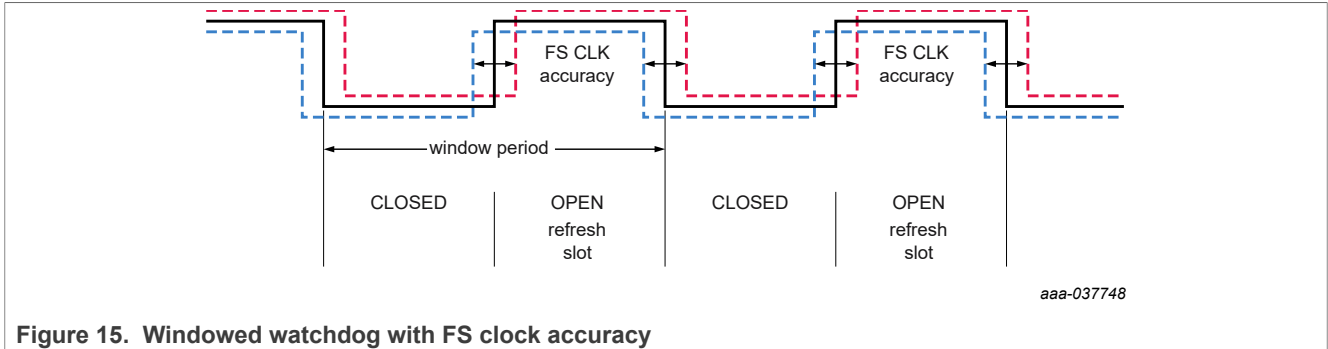 FS CLK
accuracy
FS CLK
accuracy
window period
CLOSED
OPEN
refresh
slot
CLOSED
OPEN
refresh
slot
aaa-037748
Figure 15. Windowed watchdog with FS clock accuracy